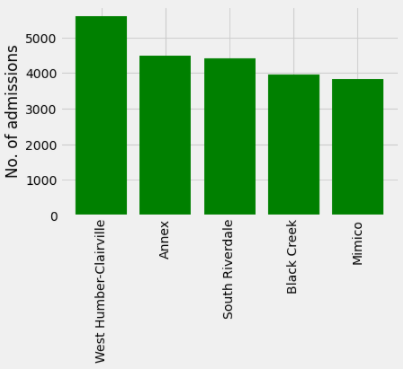 No. of admissions
5000
4000
3000
2000
1000
0
West Humber-Clairville
Annex
South Riverdale
Black Creek
Mimico